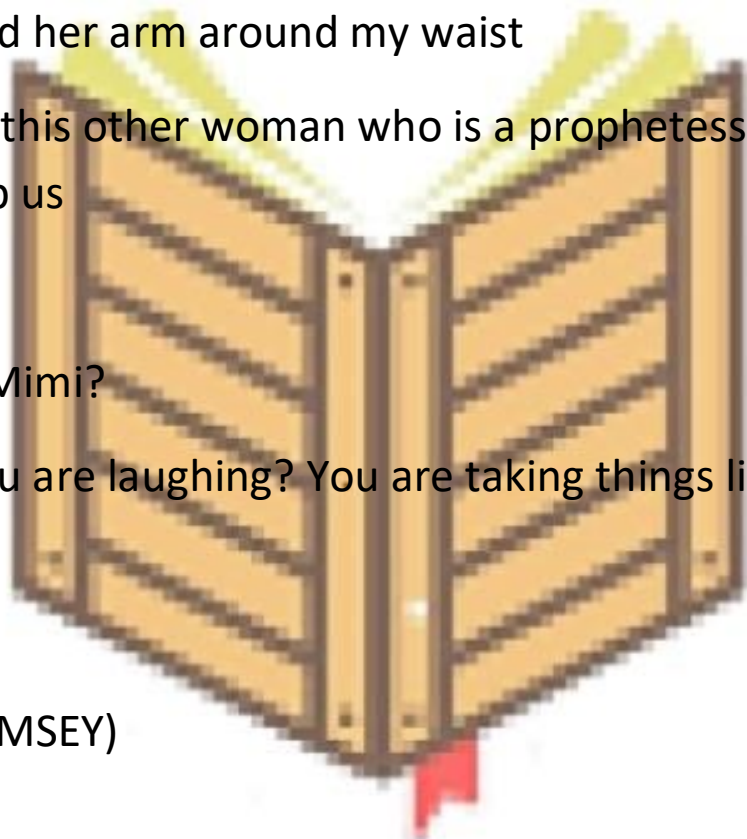 d her arm around my waist
this other woman who is a prophetess
o us
Mimi?
u are laughing? You are taking things li
MSEY)